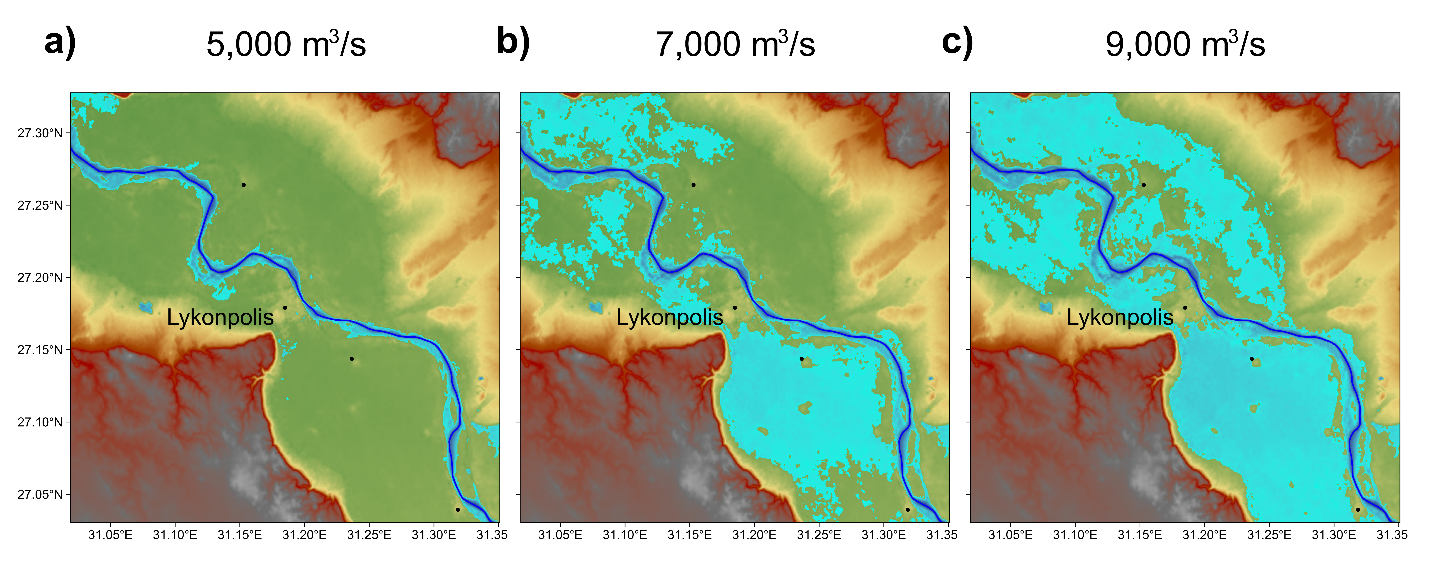 a) 5,000 m³/s b) 7,000 m³/s c) 9,000 m³/s
27.30°N
27.25°N
27.20°N
Lykonpolis Lykonpolis Lykonpolis
27.15°N
27.10°N
27.05°N
31.05°E 31.10°E 31.15°E 31.20°E 31.25°E 31.30°E 31.35 31.05°E 31.10°E 31.15°E 31.20°E 31.25°E 31.30°E 31.35 31.05°E 31.10°E 31.15°E 31.20°E 31.25°E 31.30°E 31.35